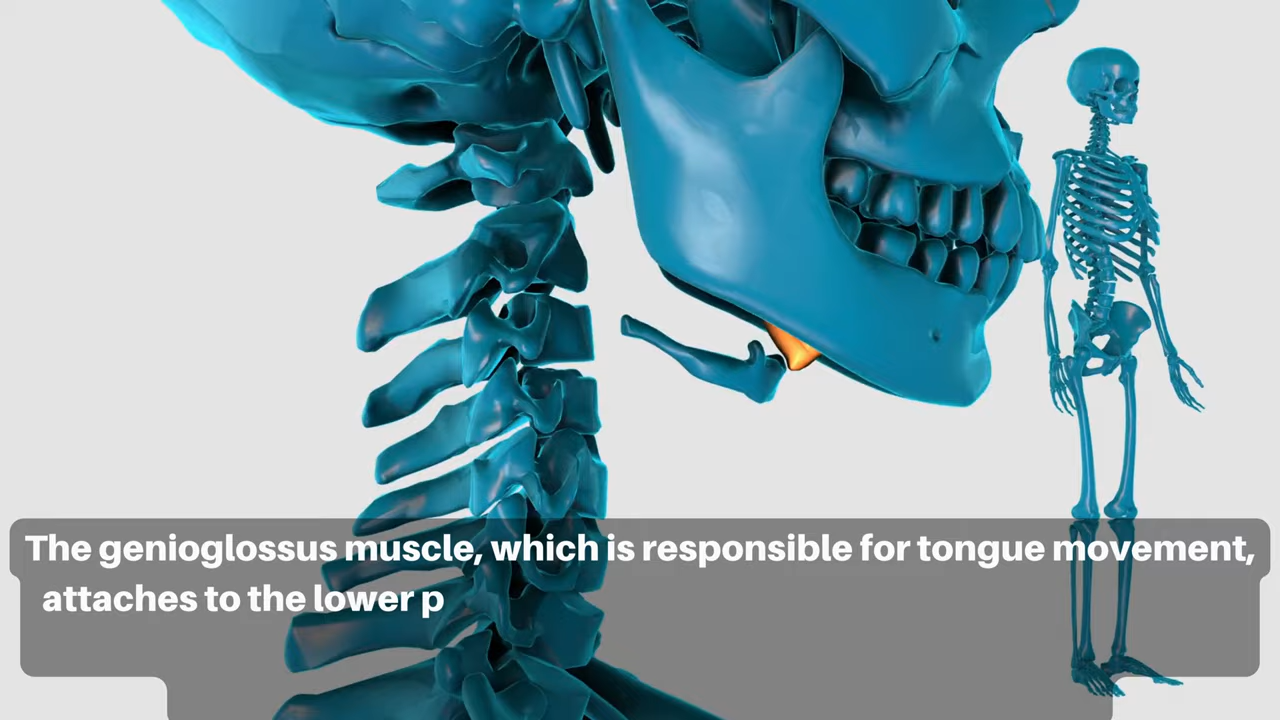 The genioglossus muscle, which is responsible for tongue movement,
attaches to the lower p